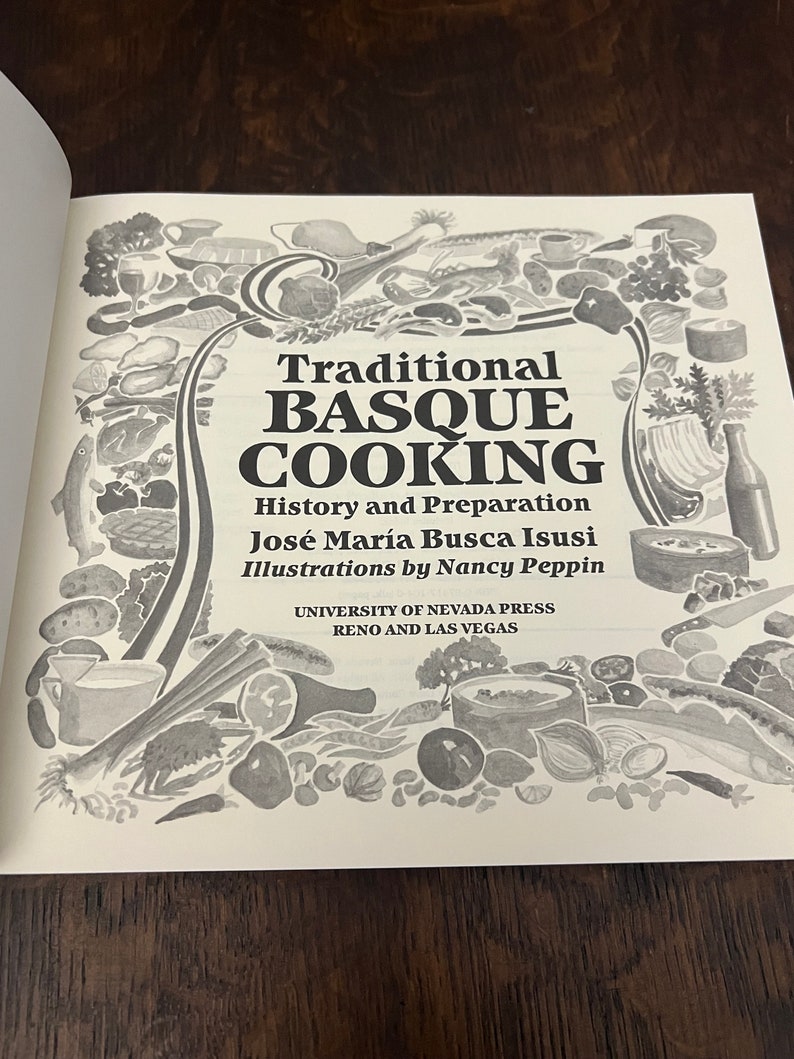 Traditional
BASQUE
COOKING
History and Preparation
José María Busca Isusi
Illustrations by Nancy Peppin
UNIVERSITY OF NEVADA PRESS
RENO AND LAS VEGAS